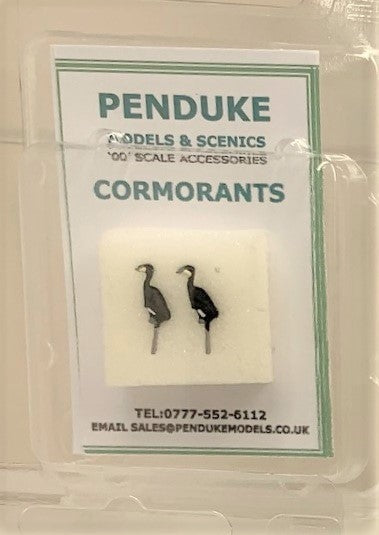 PENDUKE
MODELS & SCENICS
'OO' SCALE ACCESSORIES
CORMORANTS
TEL:0777-552-6112
EMAIL SALES@PENDUKEMODELS.CO.UK